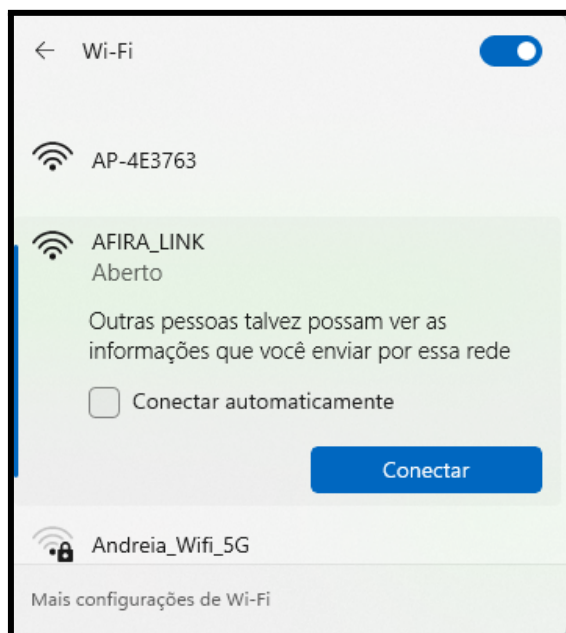 Wi-Fi
AP-4E3763
AFIRA_LINK
Aberto
Outras pessoas talvez possam ver as
informações que você enviar por essa rede
Conectar automaticamente
Conectar
Andreia_Wifi_5G
Mais configurações de Wi-Fi